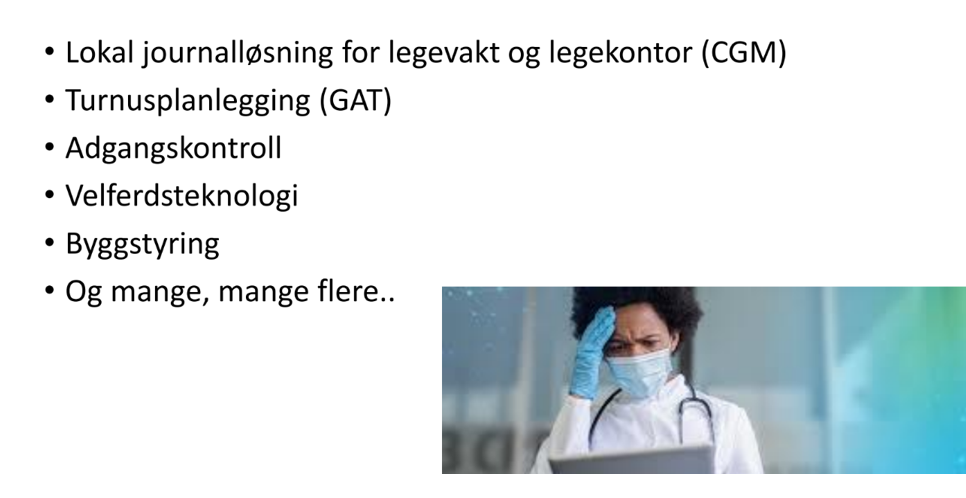 • Lokal journalløsning for legevakt og legekontor (CGM)
• Turnusplanlegging (GAT)
• Adgangskontroll
• Velferdsteknologi
• Byggstyring
• Og mange, mange flere..